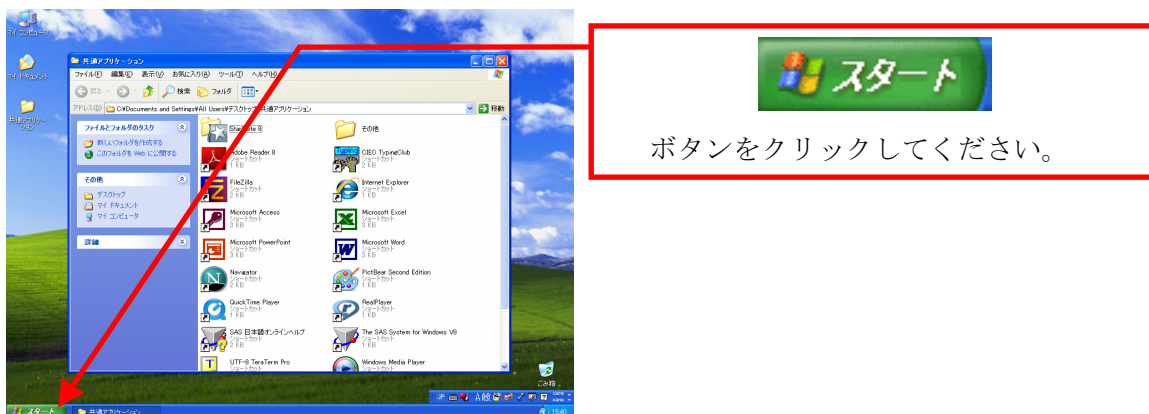 マイ コンピュータ
マイ ドキュメント
共通アプリケーション
共通アプリケーション
ファイル(F) 編集(E) 表示(V) お気に入り(A) ツール(T) ヘルプ(H)
戻る 検索 フォルダ
アドレス(D) C:¥Documents and Settings¥All Users¥デスクトップ¥共通アプリケーション 移動
ファイルとフォルダのタスク
新しいフォルダを作成する
このフォルダを Web に公開する
その他
デスクトップ
マイ ドキュメント
マイ コンピュータ
詳細
StarSuite 8
その他
Adobe Reader 8
ショートカット
1 KB
CIEC TypingClub
ショートカット
2 KB
FileZilla
ショートカット
2 KB
Internet Explorer
ショートカット
1 KB
Microsoft Access
ショートカット
3 KB
Microsoft Excel
ショートカット
3 KB
Microsoft PowerPoint
ショートカット
3 KB
Microsoft Word
ショートカット
3 KB
Navigator
ショートカット
2 KB
PictBear Second Edition
ショートカット
1 KB
QuickTime Player
ショートカット
1 KB
RealPlayer
ショートカット
1 KB
SAS 日本語オンラインヘルプ
ショートカット
2 KB
The SAS System for Windows V8
ショートカット
1 KB
UTF-8 TeraTerm Pro
ショートカット
Windows Media Player
ショートカット
ごみ箱
JP A般
スタート 共通アプリケーション 15:40
スタート
ボタンをクリックしてください。